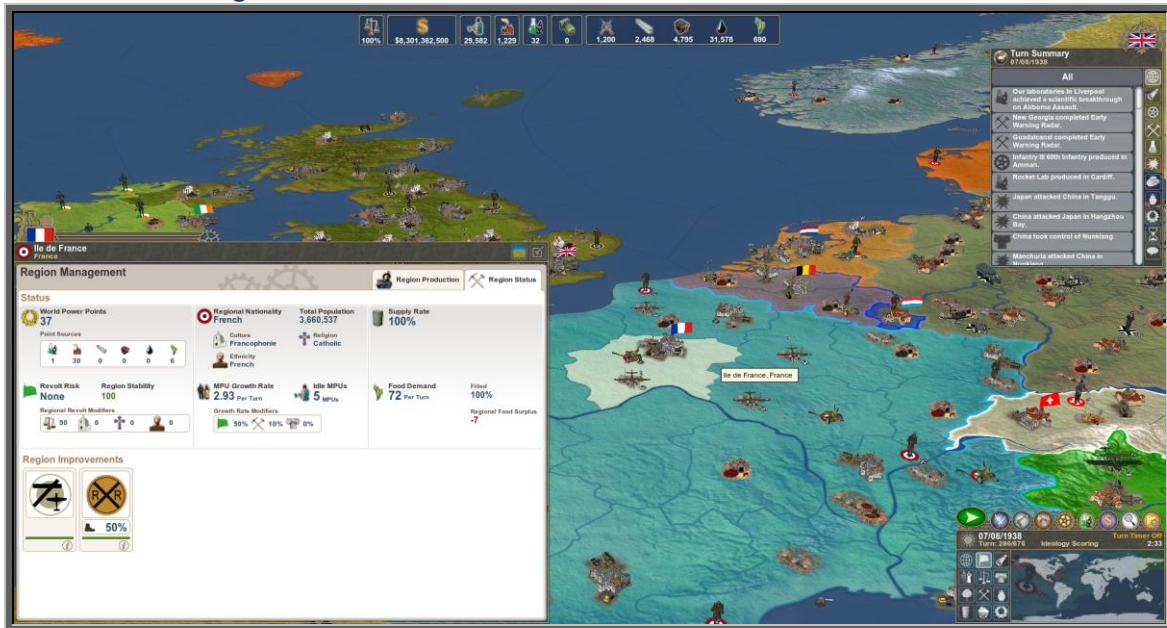 100%
$8,301,362,500
29,582
1,229
32
0
1,200
2,468
4,795
31,578
690
Turn Summary
07/08/1938
All
Our laboratories in Liverpool
achieved a scientific breakthrough
on Airborne Assault.
New Georgia completed Early
Warning Radar.
Guadalcanal completed Early
Warning Radar.
Infantry III 60th Infantry produced in
Amman.
Rocket Lab produced in Cardiff.
Japan attacked China in Tanggu.
China attacked Japan in Hangzhou
Bay.
China took control of Nunkiang.
Manchuria attacked China in
Nunkiang.
Ile de France
France
Region Management
Region Production
Region Status
Status
World Power Points
37
Point Sources
1
30
0
0
0
6
Regional Nationality
French
Total Population
3,660,537
Culture
Francophonie
Religion
Catholic
Ethnicity
French
Supply Rate
100%
Revolt Risk
None
Region Stability
100
Regional Revolt Modifiers
50
0
0
0
MPU Growth Rate
2.93 Per Turn
Idle MPUs
5 MPUs
Growth Rate Modifiers
50%
10%
0%
Food Demand
72 Per Turn
Filled
100%
Regional Food Surplus
-7
Region Improvements
R R
50%
Ile de France, France
07/08/1938
Turn: 286/676
Ideology Scoring
Turn Timer Off
2:33